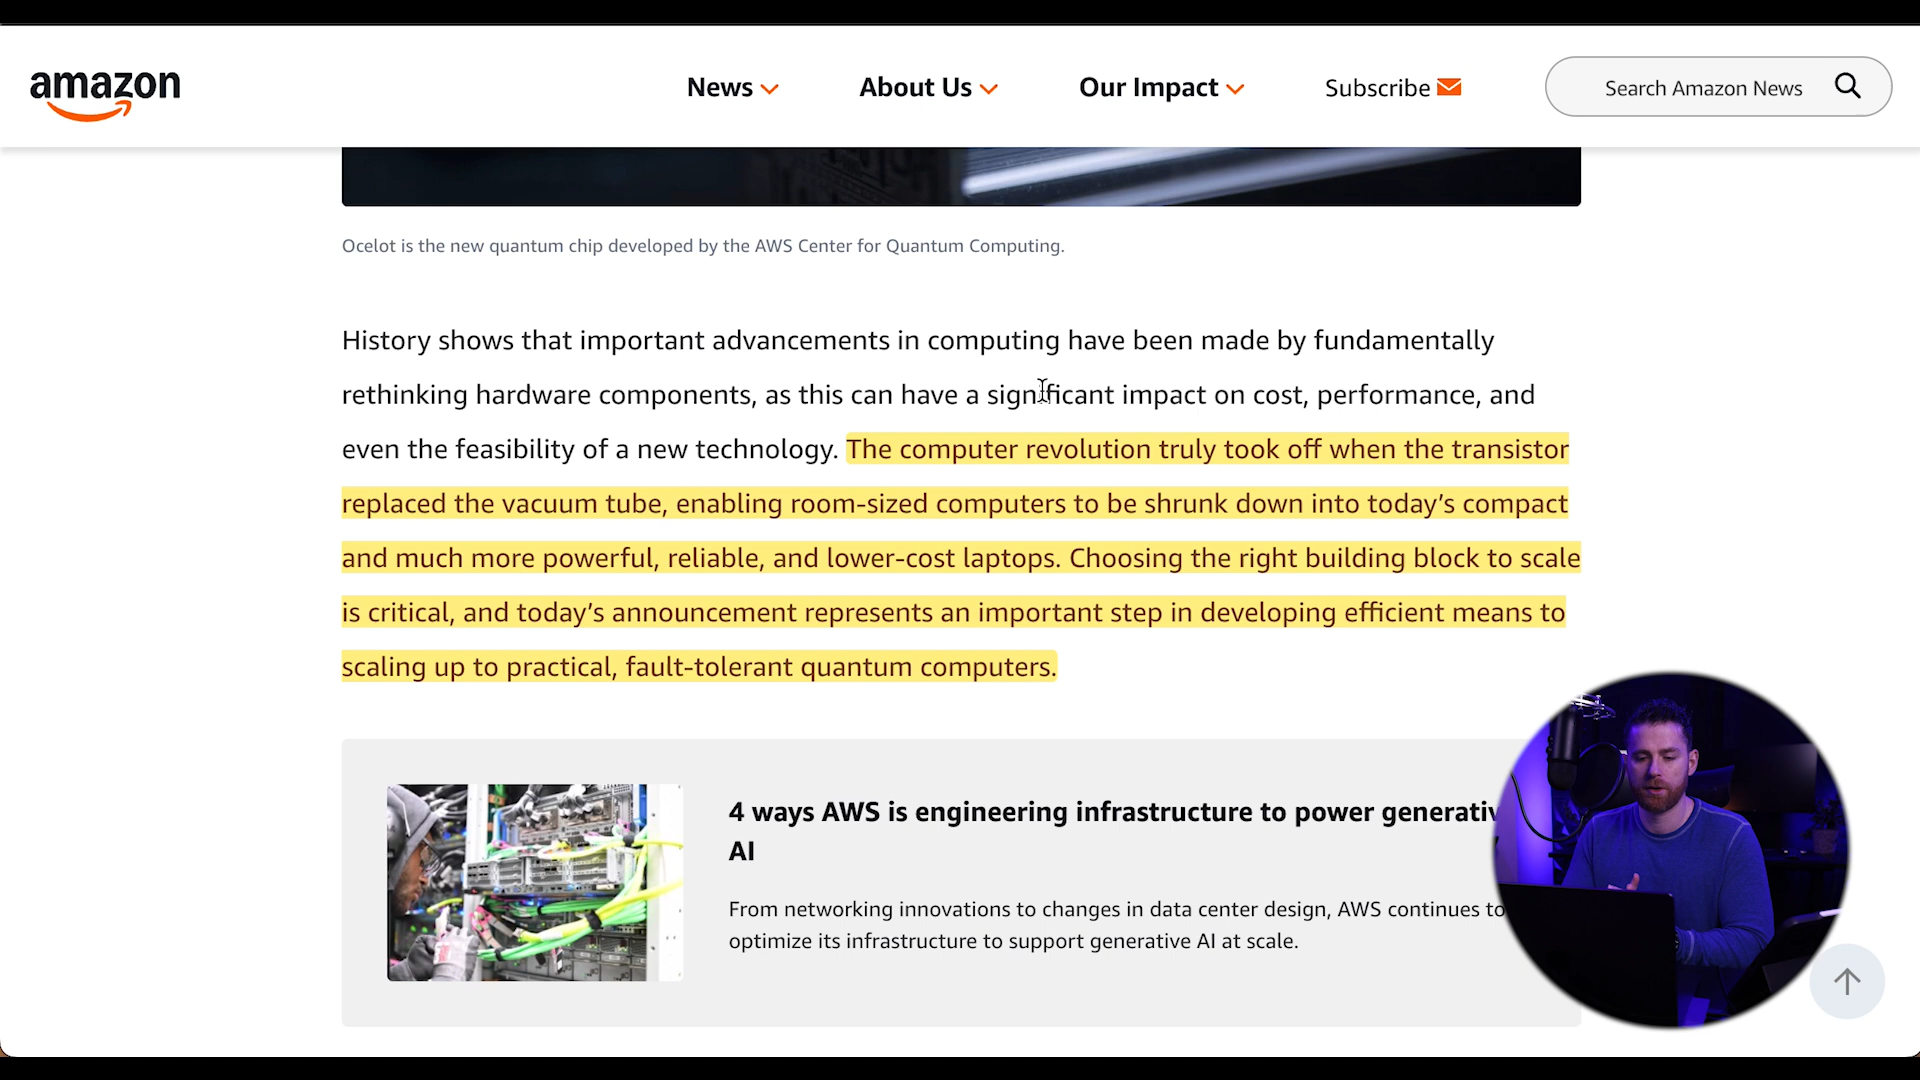 amazon
News
About Us
Our Impact
Subscribe
Search Amazon News
Ocelot is the new quantum chip developed by the AWS Center for Quantum Computing.
History shows that important advancements in computing have been made by fundamentally
rethinking hardware components, as this can have a significant impact on cost, performance, and
even the feasibility of a new technology. The computer revolution truly took off when the transistor
replaced the vacuum tube, enabling room-sized computers to be shrunk down into today’s compact
and much more powerful, reliable, and lower-cost laptops. Choosing the right building block to scale
is critical, and today’s announcement represents an important step in developing efficient means to
scaling up to practical, fault-tolerant quantum computers.
4 ways AWS is engineering infrastructure to power generativ
AI
From networking innovations to changes in data center design, AWS continues to
optimize its infrastructure to support generative AI at scale.